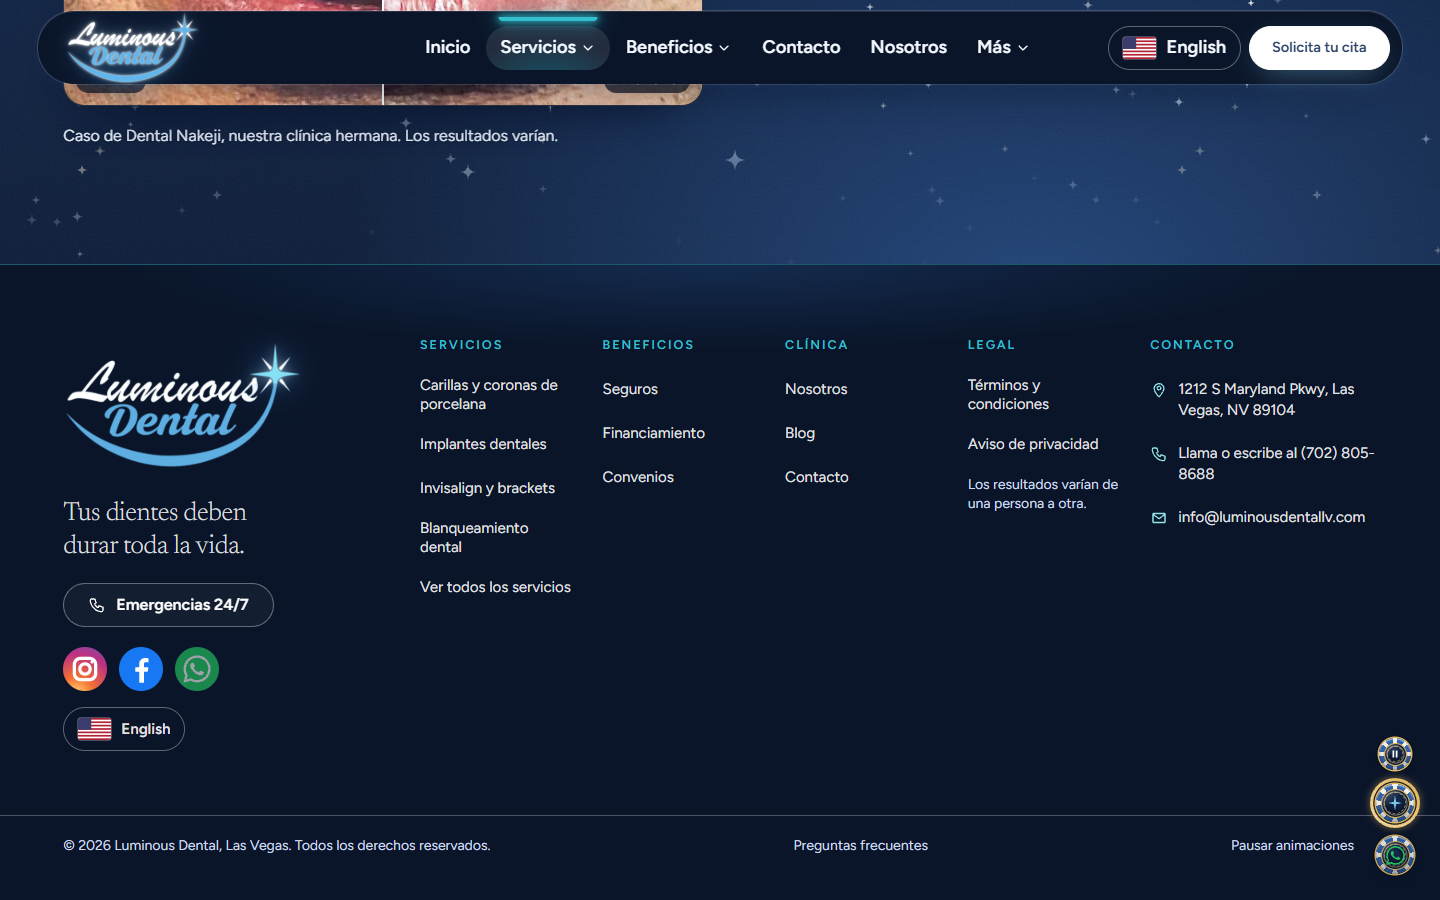 Luminous
Dental
Inicio
Servicios
Beneficios
Contacto
Nosotros
Más
English
Solicita tu cita
Caso de Dental Nakeji, nuestra clínica hermana. Los resultados varían.
Luminous
Dental
Tus dientes deben
durar toda la vida.
Emergencias 24/7
English
SERVICIOS
Carillas y coronas de
porcelana
Implantes dentales
Invisalign y brackets
Blanqueamiento
dental
Ver todos los servicios
BENEFICIOS
Seguros
Financiamiento
Convenios
CLÍNICA
Nosotros
Blog
Contacto
LEGAL
Términos y
condiciones
Aviso de privacidad
Los resultados varían de
una persona a otra.
CONTACTO
1212 S Maryland Pkwy, Las
Vegas, NV 89104
Llama o escribe al (702) 805-
8688
info@luminousdentallv.com
© 2026 Luminous Dental, Las Vegas. Todos los derechos reservados.
Preguntas frecuentes
Pausar animaciones